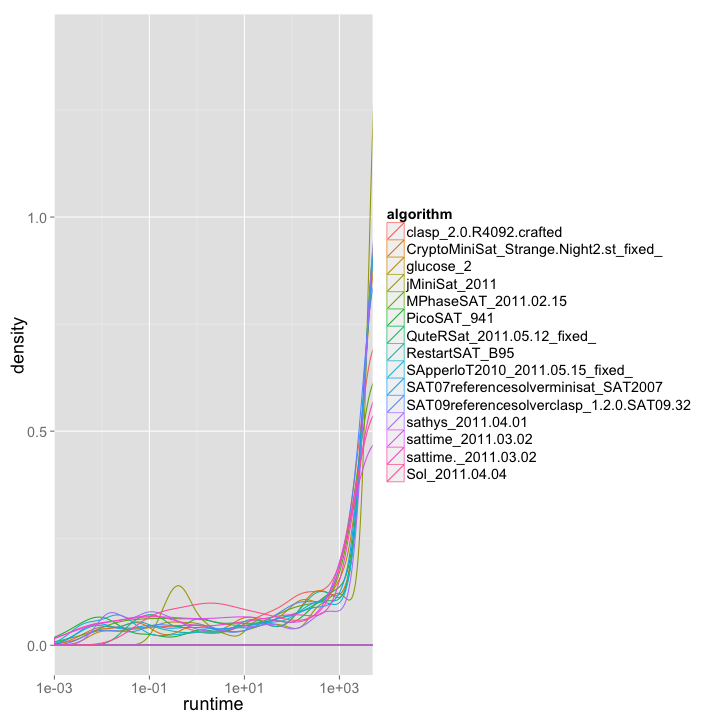 1.0
0.5
0.0
density
1e-03 1e-01 1e+01 1e+03
runtime
algorithm
clasp_2.0.R4092.crafted
CryptoMiniSat_Strange.Night2.st_fixed_
glucose_2
jMiniSat_2011
MPhaseSAT_2011.02.15
PicoSAT_941
QuteRSat_2011.05.12_fixed_
RestartSAT_B95
SApperloT2010_2011.05.15_fixed_
SAT07referencesolverminisat_SAT2007
SAT09referencesolverclasp_1.2.0.SAT09.32
sathys_2011.04.01
sattime_2011.03.02
sattime._2011.03.02
Sol_2011.04.04